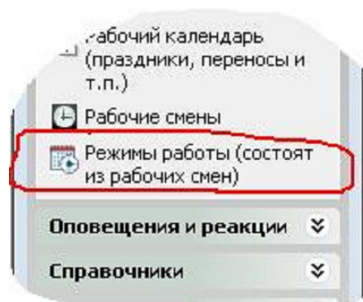 Рабочий календарь
(праздники, переносы и
т.п.)
Рабочие смены
Режимы работы (состоят
из рабочих смен)
Оповещения и реакции
Справочники